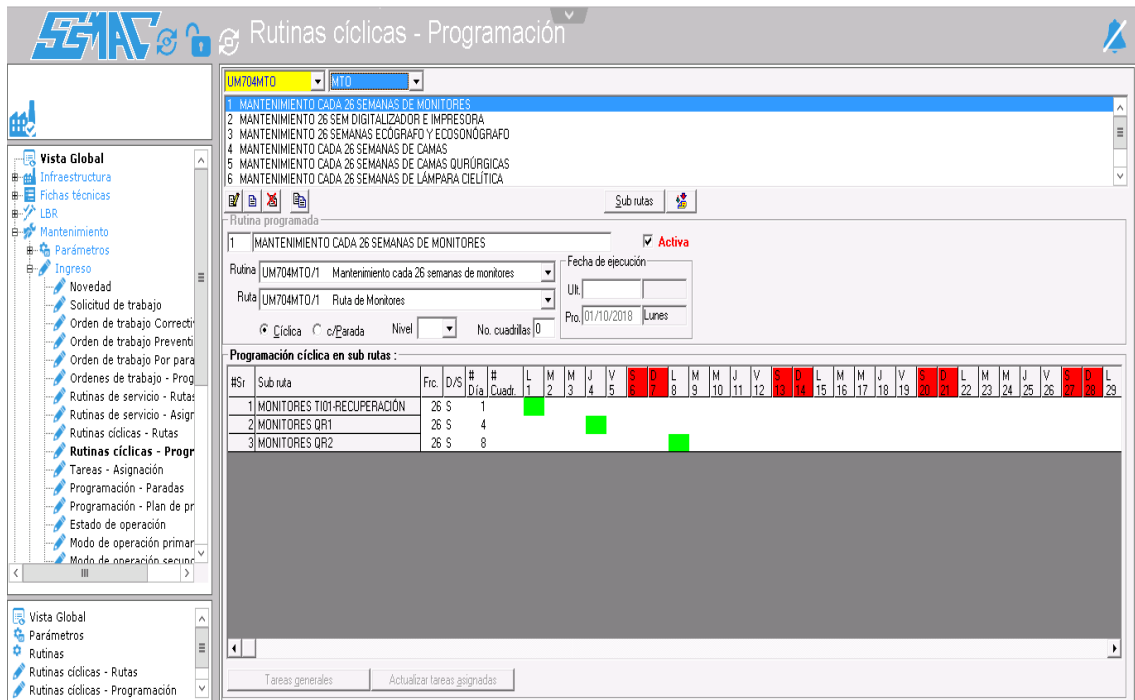 SISMAC Rutinas cíclicas - Programación
UM704MTO MTO
1 MANTENIMIENTO CADA 26 SEMANAS DE MONITORES
2 MANTENIMIENTO 26 SEM DIGITALIZADOR E IMPRESORA
3 MANTENIMIENTO 26 SEMANAS ECÓGRAFO Y ECOSONÓGRAFO
4 MANTENIMIENTO CADA 26 SEMANAS DE CAMAS
5 MANTENIMIENTO CADA 26 SEMANAS DE CAMAS QURÚRGICAS
6 MANTENIMIENTO CADA 26 SEMANAS DE LÁMPARA CIELÍTICA
Sub rutas
Rutina programada
1 MANTENIMIENTO CADA 26 SEMANAS DE MONITORES
Activa
Rutina UM704MTO/1 Mantenimiento cada 26 semanas de monitores
Ruta UM704MTO/1 Ruta de Monitores
Cíclica c/Parada Nivel No. cuadrillas 0
Fecha de ejecución
Ult.
Pro. 01/10/2018 Lunes
Programación cíclica en sub rutas :
#Sr Sub ruta Frc. D/S # Día # Cuadr. L 1 M 2 M 3 J 4 V 5 S 6 D 7 L 8 M 9 M 10 J 11 V 12 S 13 D 14 L 15 M 16 M 17 J 18 V 19 S 20 D 21 L 22 M 23 M 24 J 25 V 26 S 27 D 28 L 29
1 MONITORES TI01-RECUPERACIÓN 26 S 1
2 MONITORES QR1 26 S 4
3 MONITORES QR2 26 S 8
Tareas generales Actualizar tareas asignadas
Vista Global
Infraestructura
Fichas técnicas
LBR
Mantenimiento
Parámetros
Ingreso
Novedad
Solicitud de trabajo
Orden de trabajo Correcti
Orden de trabajo Preventi
Orden de trabajo Por para
Ordenes de trabajo - Prog
Rutinas de servicio - Rutas
Rutinas de servicio - Asigr
Rutinas cíclicas - Rutas
Rutinas cíclicas - Progr
Tareas - Asignación
Programación - Paradas
Programación - Plan de pr
Estado de operación
Modo de operación primar
Modo de operación secunc
Vista Global
Parámetros
Rutinas
Rutinas cíclicas - Rutas
Rutinas cíclicas - Programación